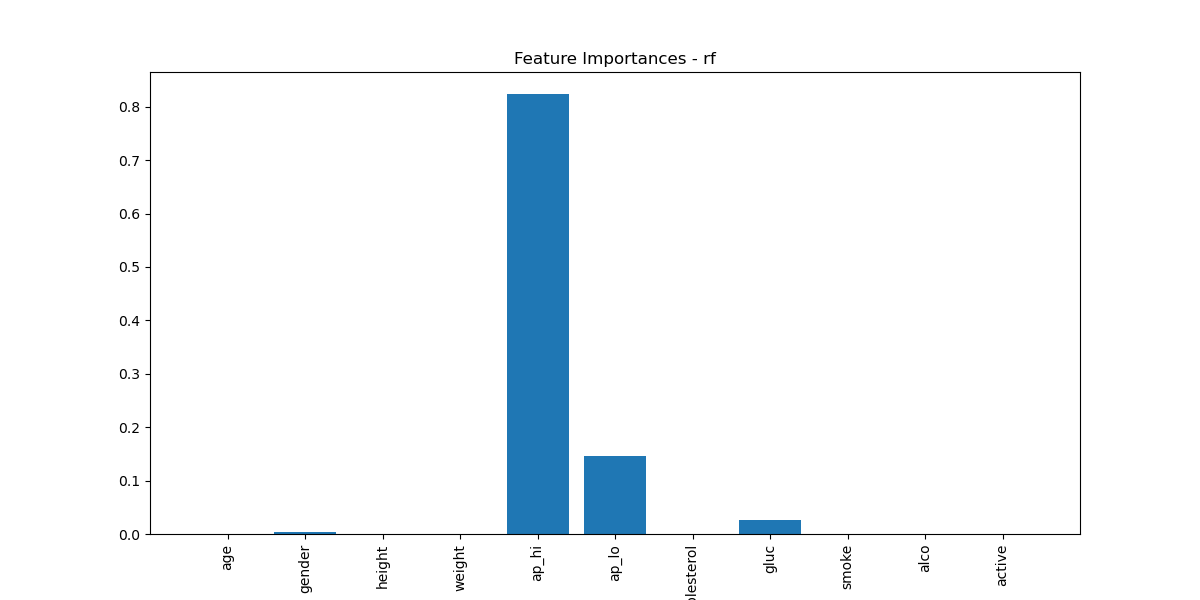 Feature Importances - rf
0.8
0.7
0.6
0.5
0.4
0.3
0.2
0.1
0.0
age
gender
height
weight
ap_hi
ap_lo
olesterol
gluc
smoke
alco
active